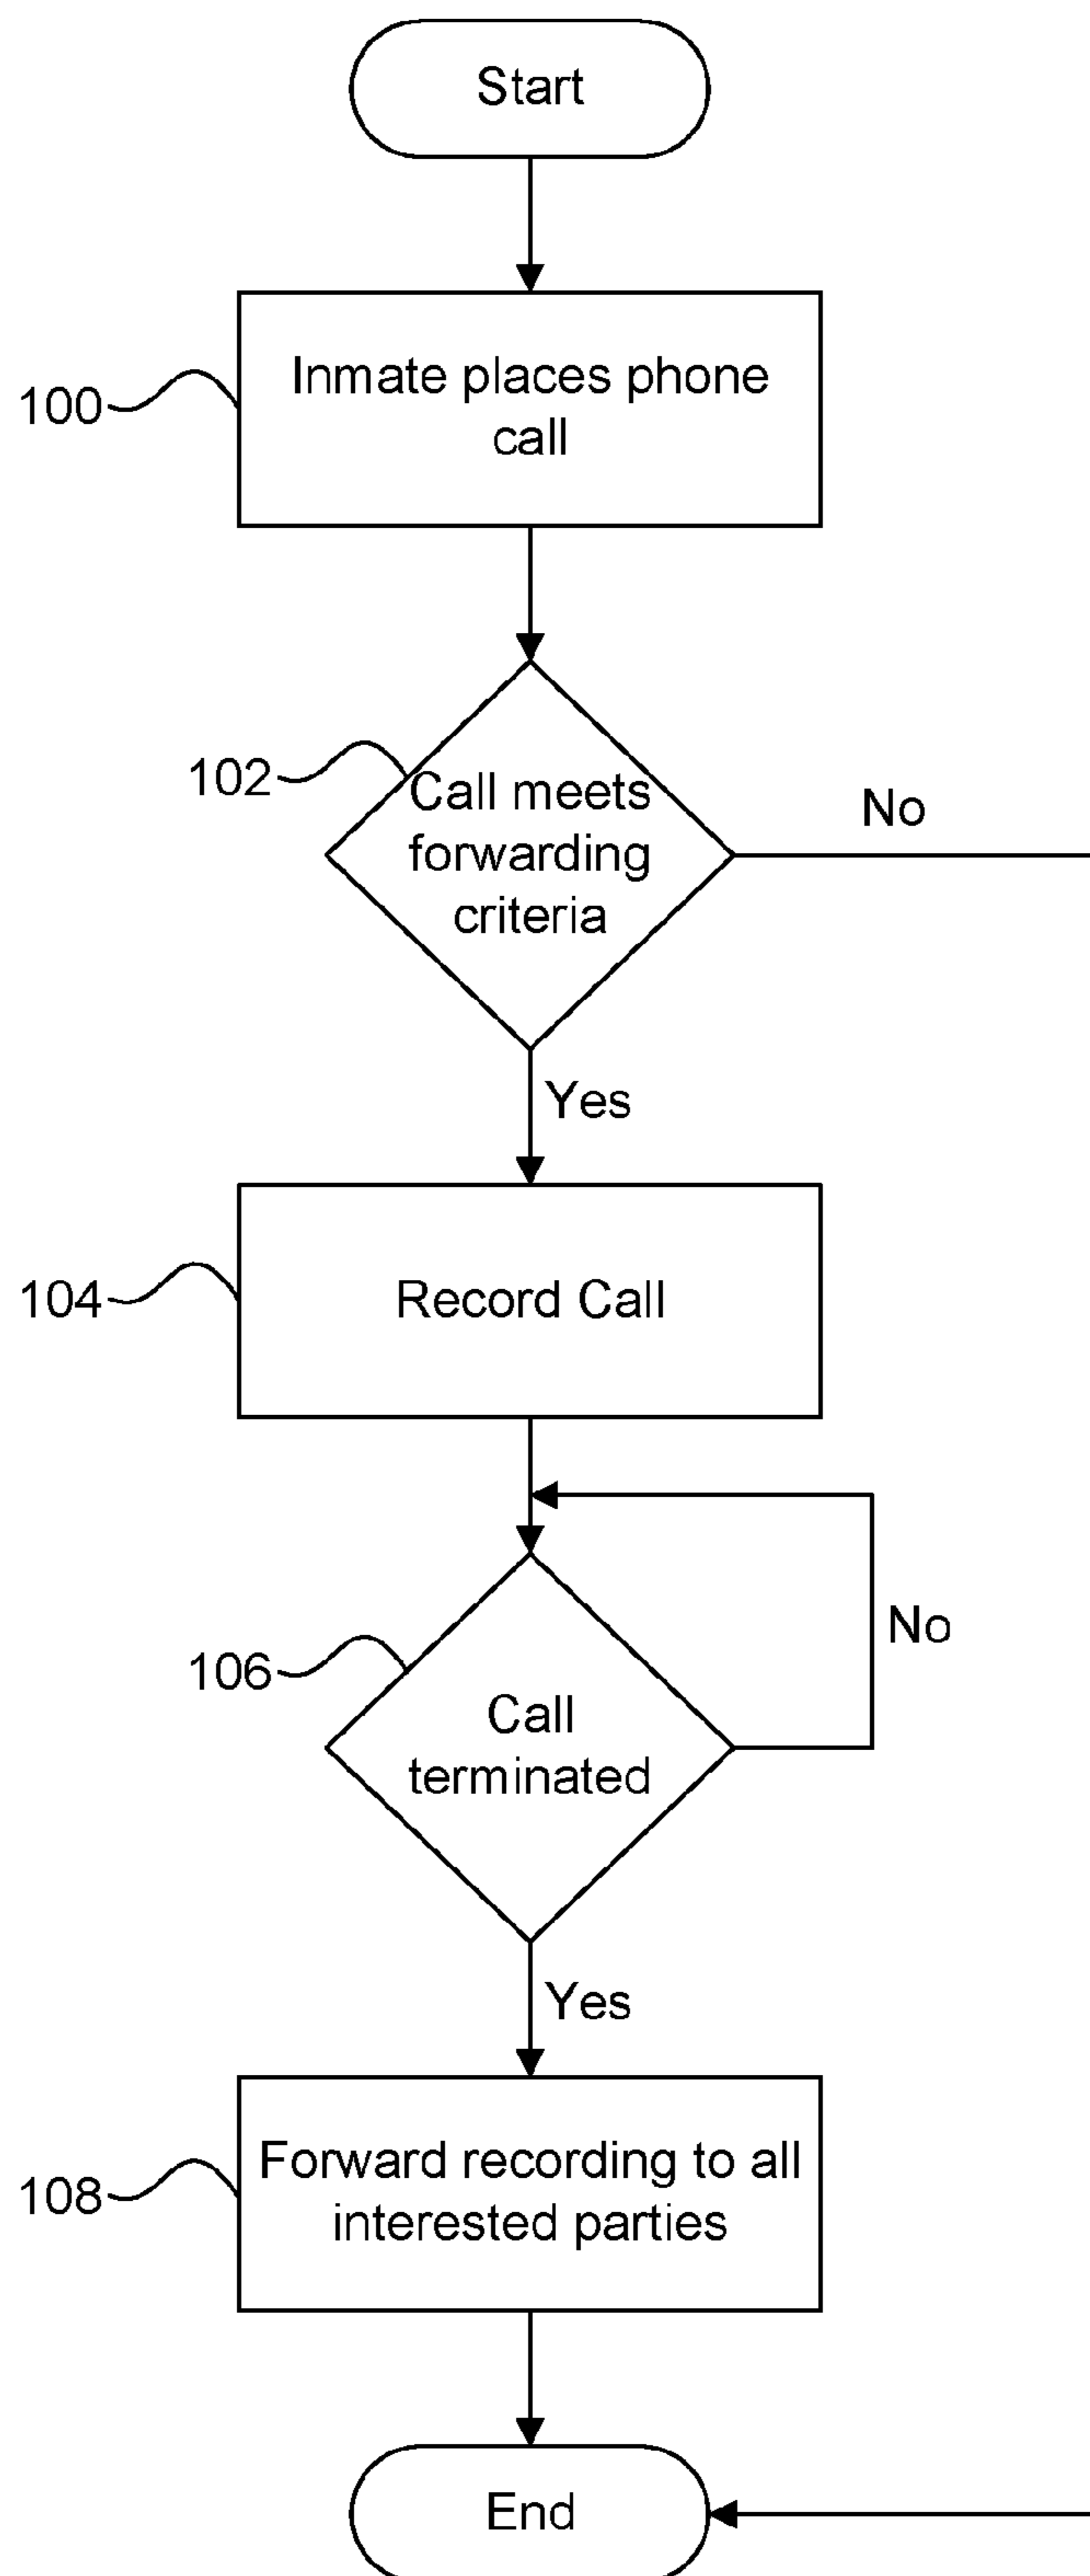 Start
100
Inmate places phone
call
102
Call meets
forwarding
criteria
No
Yes
104
Record Call
No
106
Call
terminated
Yes
108
Forward recording to all
interested parties
End